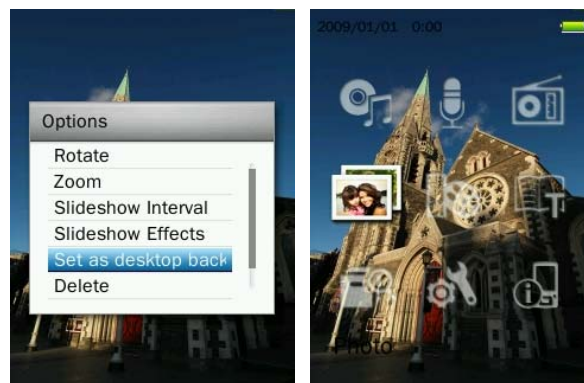 Options
Rotate
Zoom
Slideshow Interval
Slideshow Effects
Set as desktop back
Delete
2009/01/01 0:00
T
i
Photo